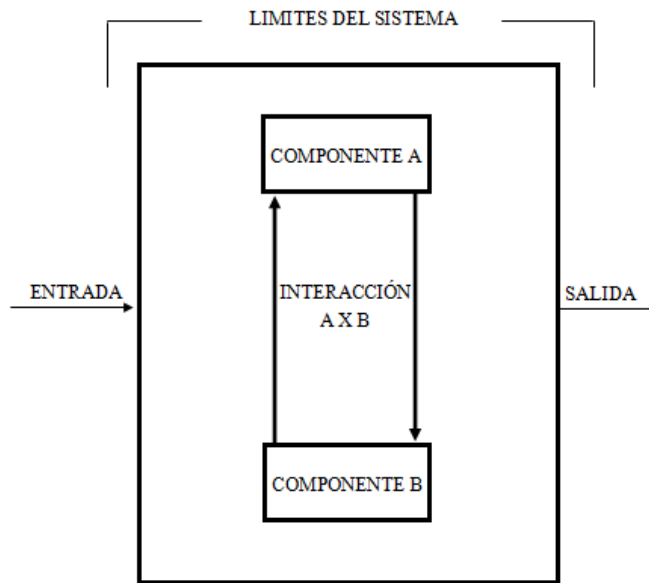 LIMITES DEL SISTEMA
COMPONENTE A
ENTRADA
INTERACCIÓN
A X B
SALIDA
COMPONENTE B